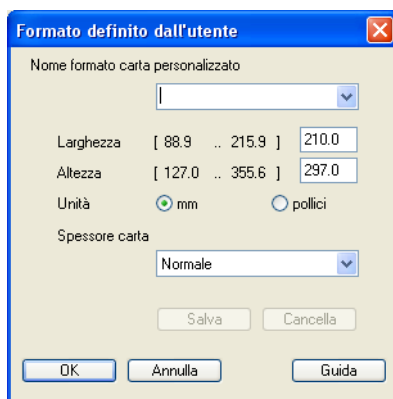 Formato definito dall'utente
Nome formato carta personalizzato
Larghezza [ 88.9 .. 215.9 ] 210.0
Altezza [ 127.0 .. 355.6 ] 297.0
Unità mm pollici
Spessore carta
Normale
Salva Cancella
OK Annulla Guida